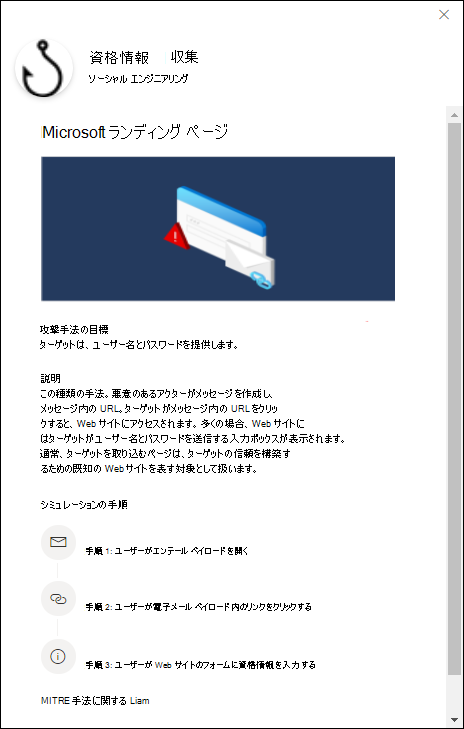 資格情報 収集
ソーシャル エンジニアリング
Microsoft ランディング ページ
攻撃手法の目標
ターゲットは、ユーザー名とパスワードを提供します。
説明
この種類の手法。悪意のあるアクターがメッセージを作成し、
メッセージ内の URL。ターゲットがメッセージ内の URL をクリッ
クすると、Web サイトにアクセスされます。多くの場合、Web サイトに
はターゲットがユーザー名とパスワードを送信する入力ボックスが表示されます。
通常、ターゲットを取り込むページは、ターゲットの信頼を構築す
るための既知の Web サイトを表す対象として扱います。
シミュレーションの手順
手順 1: ユーザーがエンテール ペイロードを開く
手順 2: ユーザーが電子メール ペイロード内のリンクをクリックする
手順 3: ユーザーが Web サイトのフォームに資格情報を入力する
MITRE 手法に関する Liam